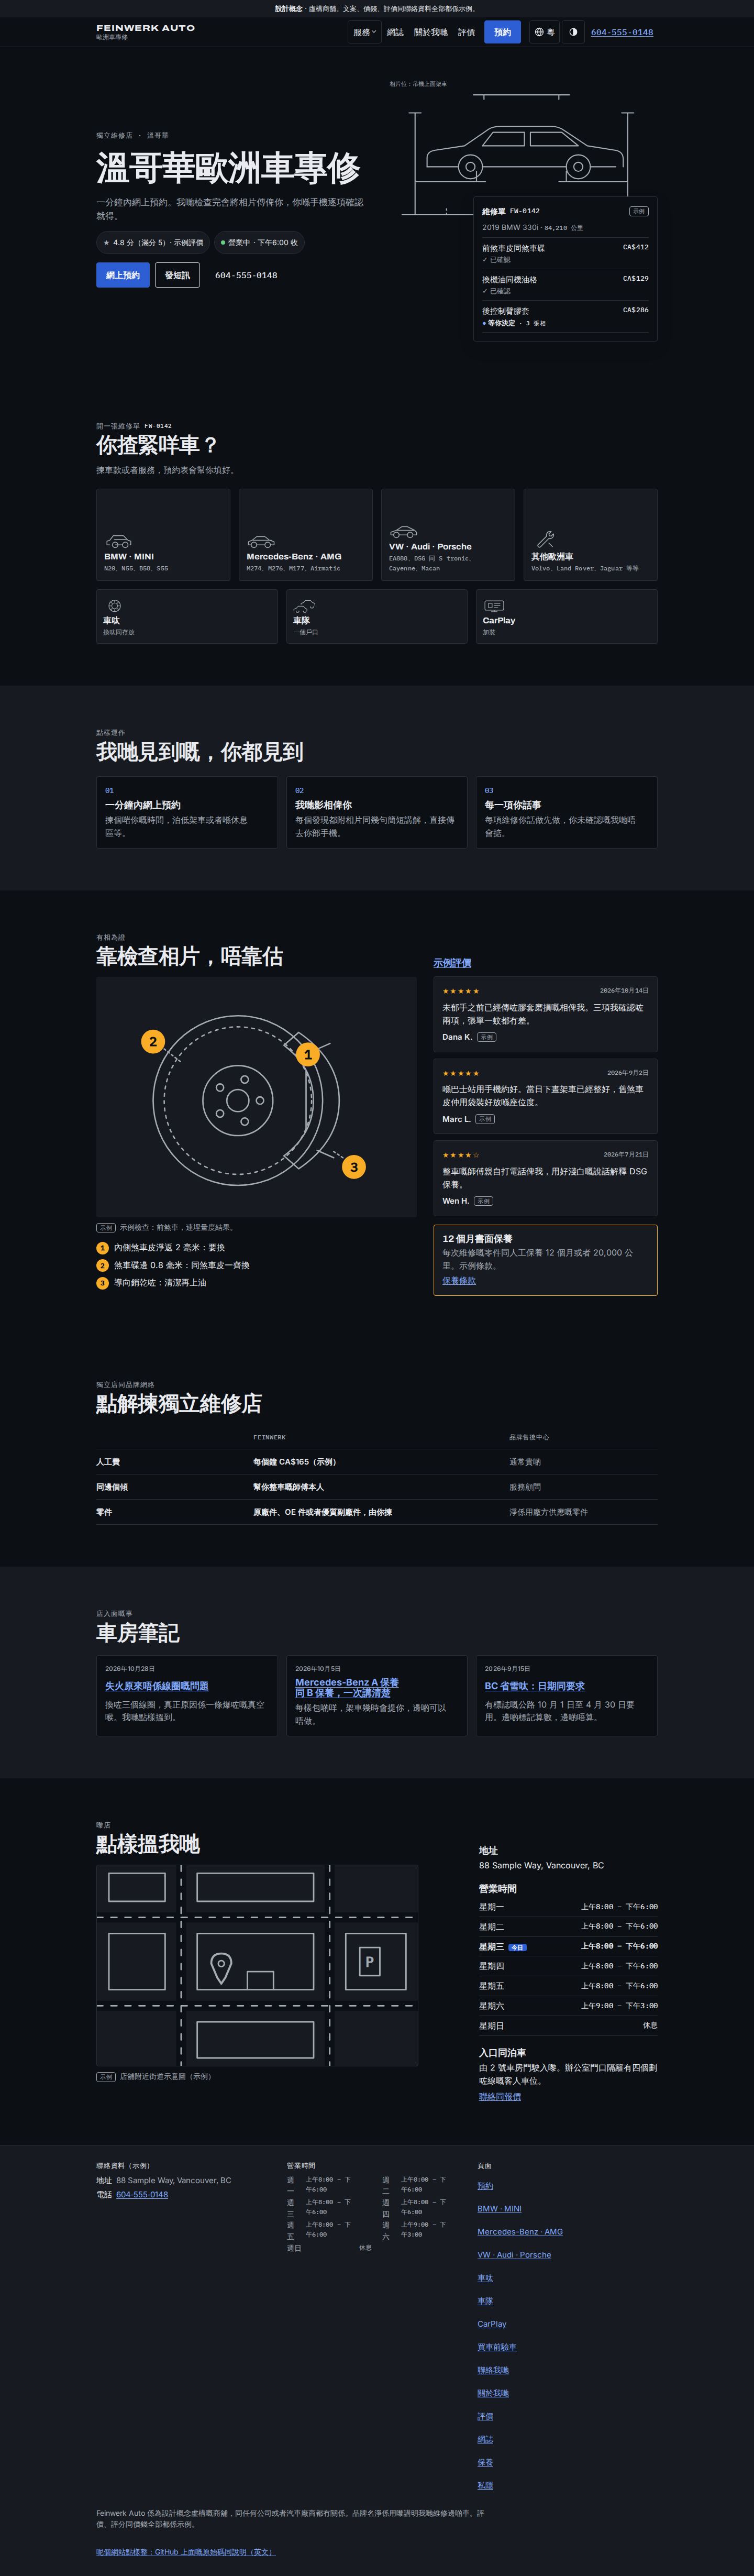 設計概念 · 虛構商舖。文案、價錢、評價同聯絡資料全部都係示例。
FEINWERK AUTO
歐洲車專修
服務 網誌 關於我哋 評價 預約 粵 604-555-0148
相片位：吊機上面架車
獨立維修店 · 溫哥華
溫哥華歐洲車專修
一分鐘內網上預約。我哋檢查完會將相片傳俾你，你喺手機逐項確認
就得。
★ 4.8 分（滿分 5）· 示例評價
營業中 · 下午6:00 收
網上預約 發短訊 604-555-0148
維修單 FW-0142 示例
2019 BMW 330i · 84,210 公里
前煞車皮同煞車碟 CA$412
✓ 已確認
換機油同機油格 CA$129
✓ 已確認
後控制臂膠套 CA$286
等你決定 · 3 張相
開一張維修單 FW-0142
你揸緊咩車？
揀車款或者服務，預約表會幫你填好。
BMW · MINI
N20、N55、B58、S55
Mercedes-Benz · AMG
M274、M276、M177、Airmatic
VW · Audi · Porsche
EA888、DSG 同 S tronic、
Cayenne、Macan
其他歐洲車
Volvo、Land Rover、Jaguar 等等
車呔
換呔同存放
車隊
一個戶口
CarPlay
加裝
點樣運作
我哋見到嘅，你都見到
01
一分鐘內網上預約
揀個啱你嘅時間，泊低架車或者喺休息
區等。
02
我哋影相俾你
每個發現都附相片同幾句簡短講解，直接傳
去你部手機。
03
每一項你話事
每項維修你話做先做，你未確認嘅我哋唔
會掂。
有相為證
靠檢查相片，唔靠估
1
2
3
示例 示例檢查：前煞車，連埋量度結果。
1 內側煞車皮淨返 2 毫米：要換
2 煞車碟邊 0.8 毫米：同煞車皮一齊換
3 導向銷乾咗：清潔再上油
示例評價
★★★★★ 2026年10月14日
未郁手之前已經傳咗膠套磨損嘅相俾我。三項我確認咗
兩項，張單一蚊都冇差。
Dana K. 示例
★★★★★ 2026年9月2日
喺巴士站用手機約好。當日下晝架車已經整好，舊煞車
皮仲用袋裝好放喺座位度。
Marc L. 示例
★★★★☆ 2026年7月21日
整車嘅師傅親自打電話俾我，用好淺白嘅說話解釋 DSG
保養。
Wen H. 示例
12 個月書面保養
每次維修嘅零件同人工保養 12 個月或者 20,000 公
里。示例條款。
保養條款
獨立店同品牌網絡
點解揀獨立維修店
FEINWERK 品牌售後中心
人工費 每個鐘 CA$165（示例） 通常貴啲
同邊個傾 幫你整車嘅師傅本人 服務顧問
零件 原廠件、OE 件或者優質副廠件，由你揀 淨係用廠方供應嘅零件
店入面嘅事
車房筆記
2026年10月28日
失火原來唔係線圈嘅問題
換咗三個線圈，真正原因係一條爆咗嘅真空
喉。我哋點樣搵到。
2026年10月5日
Mercedes-Benz A 保養
同 B 保養，一次講清楚
每樣包啲咩，架車幾時會提你，邊啲可以
唔做。
2026年9月15日
BC 省雪呔：日期同要求
有標誌嘅公路 10 月 1 日至 4 月 30 日要
用。邊啲標記算數，邊啲唔算。
嚟店
點樣搵我哋
P
示例 店舖附近街道示意圖（示例）
地址
88 Sample Way, Vancouver, BC
營業時間
星期一 上午8:00 – 下午6:00
星期二 上午8:00 – 下午6:00
星期三 今日 上午8:00 – 下午6:00
星期四 上午8:00 – 下午6:00
星期五 上午8:00 – 下午6:00
星期六 上午9:00 – 下午3:00
星期日 休息
入口同泊車
由 2 號車房門駛入嚟。辦公室門口隔籬有四個劃
咗線嘅客人車位。
聯絡同報價
聯絡資料（示例）
地址 88 Sample Way, Vancouver, BC
電話 604-555-0148
營業時間
週一 上午8:00 – 下午6:00
週二 上午8:00 – 下午6:00
週三 上午8:00 – 下午6:00
週四 上午8:00 – 下午6:00
週五 上午8:00 – 下午6:00
週六 上午9:00 – 下午3:00
週日 休息
頁面
預約
BMW · MINI
Mercedes-Benz · AMG
VW · Audi · Porsche
車呔
車隊
CarPlay
買車前驗車
聯絡我哋
關於我哋
評價
網誌
保養
私隱
Feinwerk Auto 係為設計概念虛構嘅商舖，同任何公司或者汽車廠商都冇關係。品牌名淨係用嚟講明我哋維修邊啲車。評
價、評分同價錢全部都係示例。
呢個網站點樣整：GitHub 上面嘅原始碼同說明（英文）